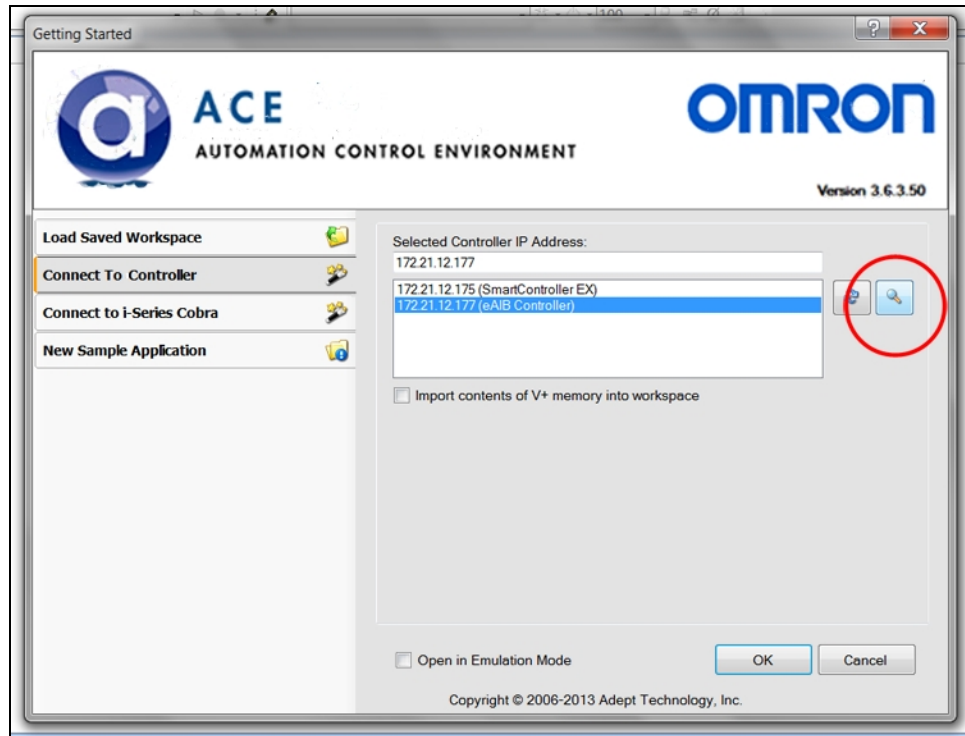 Getting Started
ACE
AUTOMATION CONTROL ENVIRONMENT
OMRON
Version 3.6.3.50
Load Saved Workspace
Connect To Controller
Connect to i-Series Cobra
New Sample Application
Selected Controller IP Address:
172.21.12.177
172.21.12.175 (SmartController EX)
172.21.12.177 (eAIB Controller)
Import contents of V+ memory into workspace
Open in Emulation Mode
OK
Cancel
Copyright © 2006-2013 Adept Technology, Inc.